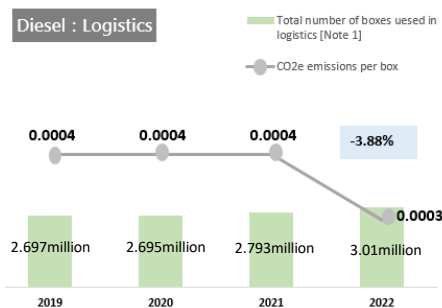 Diesel : Logistics
Total number of boxes uesed in
logistics [Note 1]
CO2e emissions per box
0.0004
0.0004
0.0004
-3.88%
0.0003
2.697million
2.695million
2.793million
3.01million
2019
2020
2021
2022